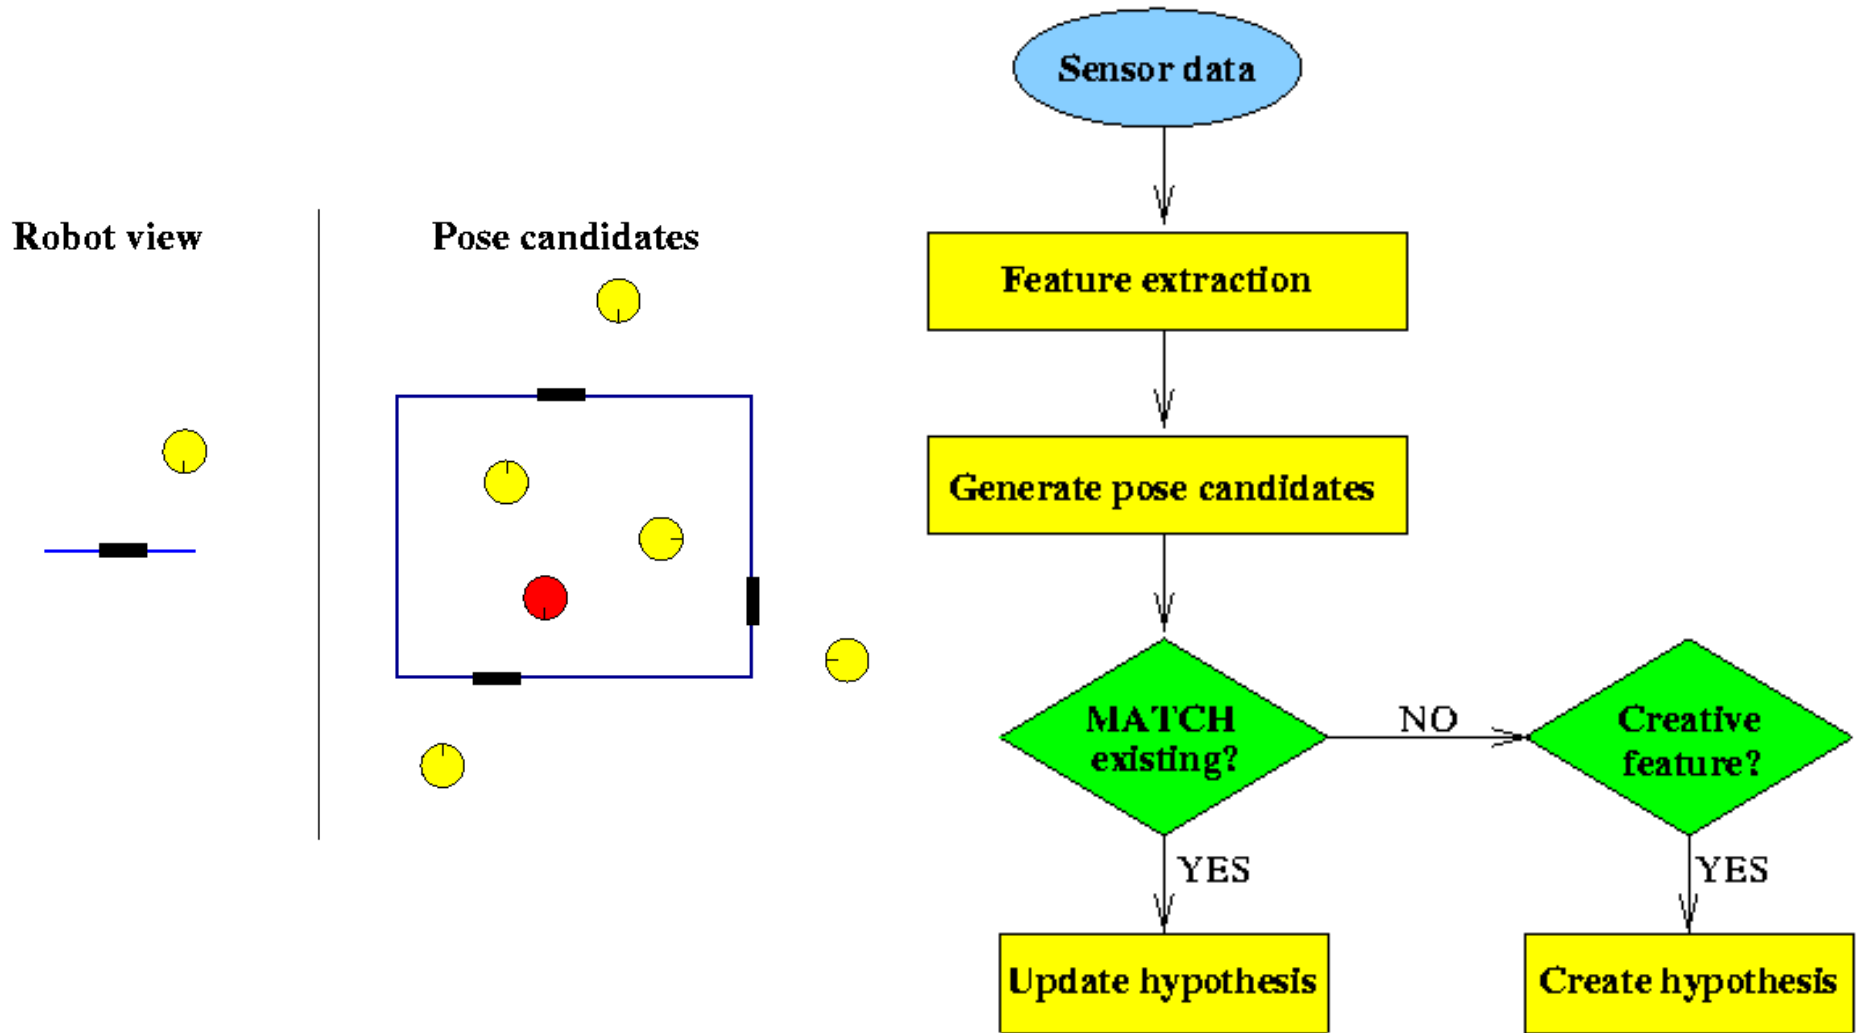 Robot view
Pose candidates
Sensor data
Feature extraction
Generate pose candidates
MATCH
existing?
NO
Creative
feature?
YES
YES
Update hypothesis
Create hypothesis